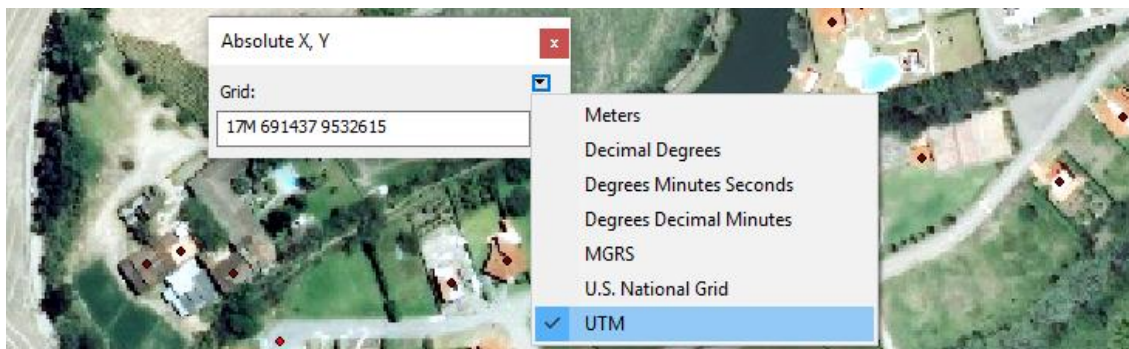 Absolute X, Y
x
Grid:
17M 691437 9532615
Meters
Decimal Degrees
Degrees Minutes Seconds
Degrees Decimal Minutes
MGRS
U.S. National Grid
UTM